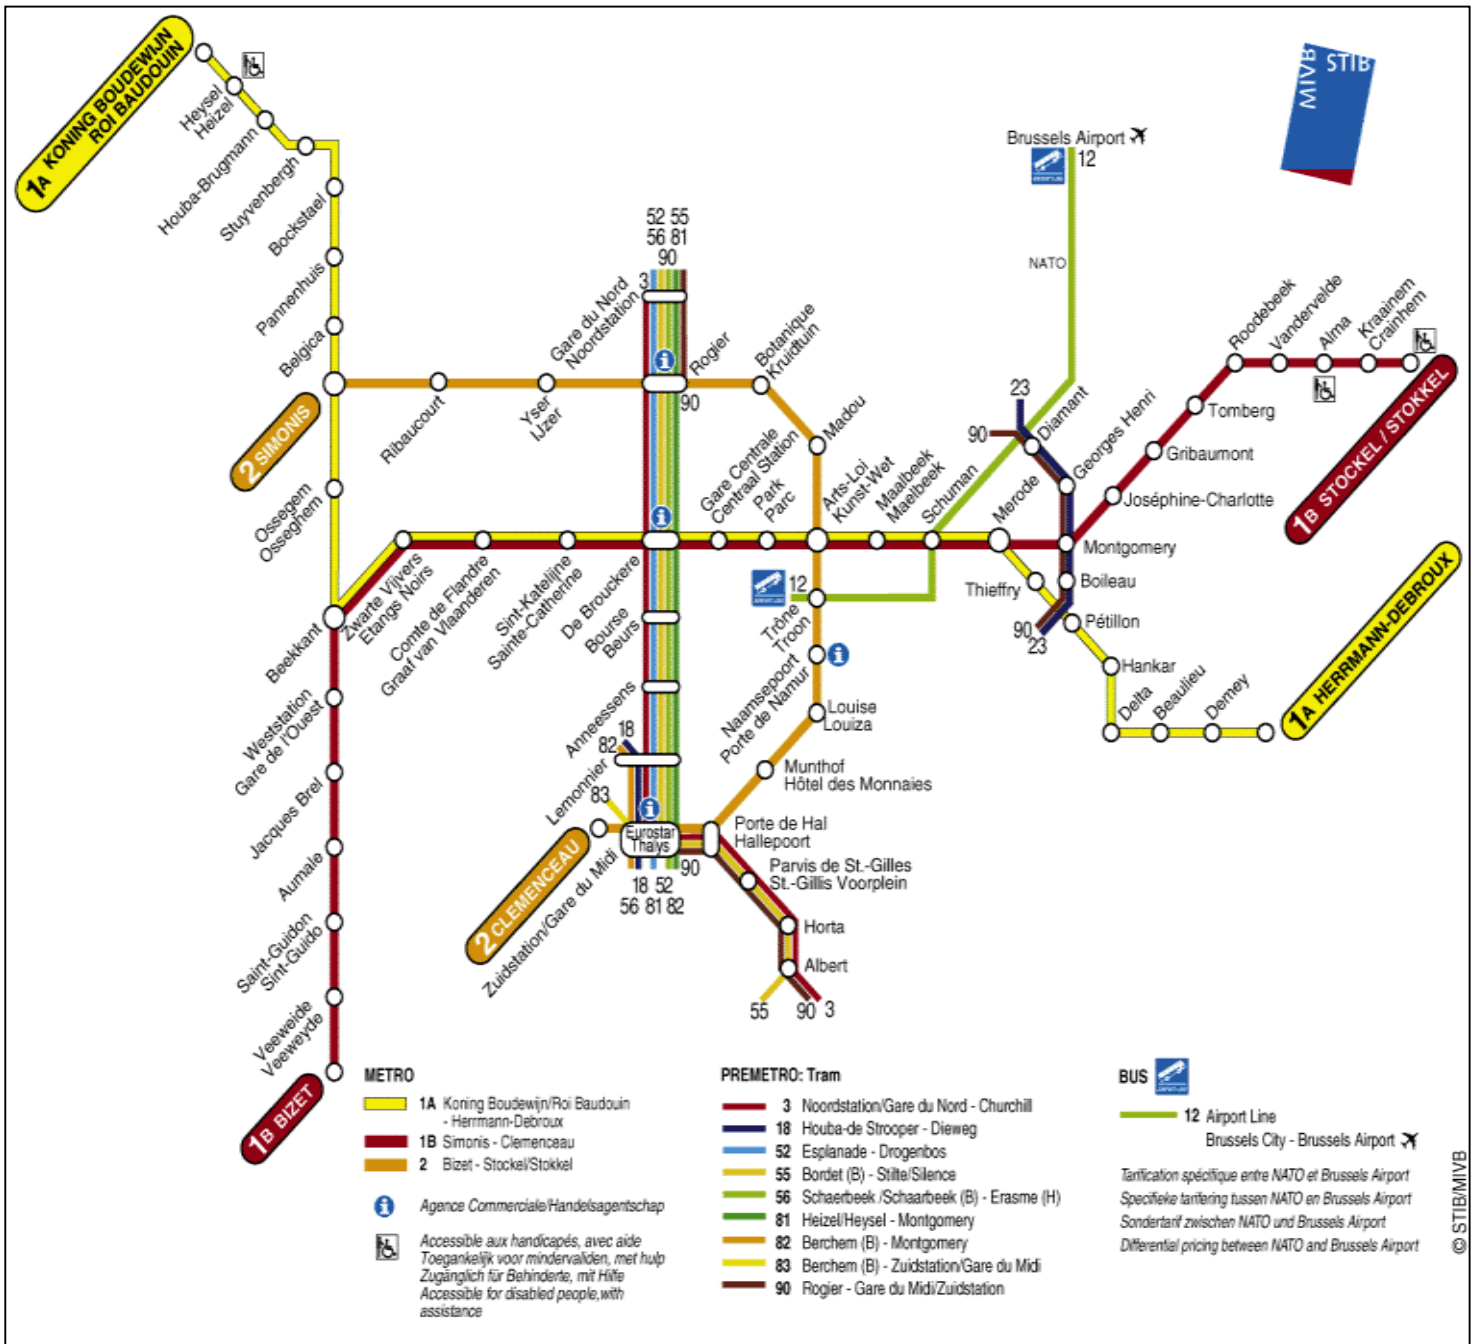 1A KONING BOUDEWIJN
ROI BAUDOUIN
Heysel
Heizel
Houba-Brugmann
Stuyvenbergh
Bockstael
Pannenhuis
Belgica
2 SIMONIS
Ossegem
Osseghem
Beekkant
Ribaucourt
Yser
IJzer
Gare du Nord
Noordstation
3
52 55
56 81
90
Rogier
90
Botanique
Kruidtuin
Madou
Brussels Airport
12
NATO
MIVB STIB
Roodebeek
Vandervelde
Alma
Kraainem
Crainhem
1B STOCKEL / STOKKEL
Tomberg
Gribaumont
Joséphine-Charlotte
Montgomery
23
90
Diamant
Georges Henri
Merode
Schuman
Maalbeek
Maelbeek
Arts-Loi
Kunst-Wet
Park
Parc
Gare Centrale
Centraal Station
De Brouckere
Sint-Katelijne
Sainte-Catherine
Comte de Flandre
Graaf van Vlaanderen
Zwarte Vijvers
Etangs Noirs
Bourse
Beurs
Anneessens
12
Trône
Troon
Naamsepoort
Porte de Namur
Louise
Louiza
Munthof
Hôtel des Monnaies
Thieffry
Boileau
90
23
Pétillon
Hankar
Delta
Beaulieu
Demey
1A HERRMANN-DEBROUX
Weststation
Gare de l'Ouest
Jacques Brel
Aumale
Saint-Guidon
Sint-Guido
Veeweide
Veeweyde
1B BIZET
18
82
Lemonnier
83
2 CLEMENCEAU
Zuidstation/Gare du Midi
Eurostar
Thalys
90
18 52
56 81 82
Porte de Hal
Hallepoort
Parvis de St.-Gilles
St.-Gillis Voorplein
Horta
Albert
55 90 3
METRO
1A Koning Boudewijn/Roi Baudouin
- Herrmann-Debroux
1B Simonis - Clemenceau
2 Bizet - Stockel/Stokkel
Agence Commerciale/Handelsagentschap
Accessible aux handicapés, avec aide
Toegankelijk voor mindervaliden, met hulp
Zugänglich für Behinderte, mit Hilfe
Accessible for disabled people,with
assistance
PREMETRO: Tram
3 Noordstation/Gare du Nord - Churchill
18 Houba-de Strooper - Dieweg
52 Esplanade - Drogenbos
55 Bordet (B) - Stilte/Silence
56 Schaerbeek /Schaarbeek (B) - Erasme (H)
81 Heizel/Heysel - Montgomery
82 Berchem (B) - Montgomery
83 Berchem (B) - Zuidstation/Gare du Midi
90 Rogier - Gare du Midi/Zuidstation
BUS
12 Airport Line
Brussels City - Brussels Airport
Tarification spécifique entre NATO et Brussels Airport
Specifieke tarifering tussen NATO en Brussels Airport
Sondertarif zwischen NATO und Brussels Airport
Differential pricing between NATO and Brussels Airport
© STIB/MIVB